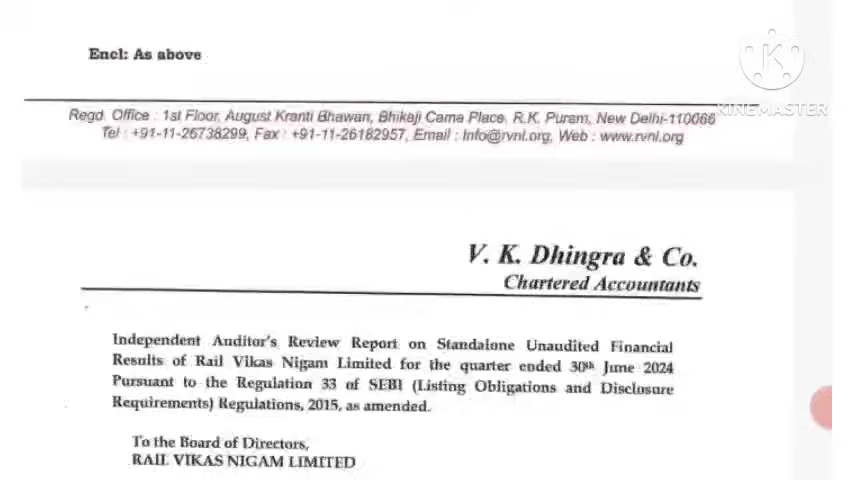 Encl: As above
K
KINEMASTER
Regd. Office : 1st Floor, August Kranti Bhawan, Bhikaji Cama Place, R.K. Puram, New Delhi-110066
Tel : +91-11-26738299, Fax : +91-11-26182957, Email : Info@rvnl.org, Web : www.rvnl.org
V. K. Dhingra & Co.
Chartered Accountants
Independent Auditor's Review Report on Standalone Unaudited Financial
Results of Rail Vikas Nigam Limited for the quarter ended 30th June 2024
Pursuant to the Regulation 33 of SEBI (Listing Obligations and Disclosure
Requirements) Regulations, 2015, as amended.
To the Board of Directors,
RAIL VIKAS NIGAM LIMITED